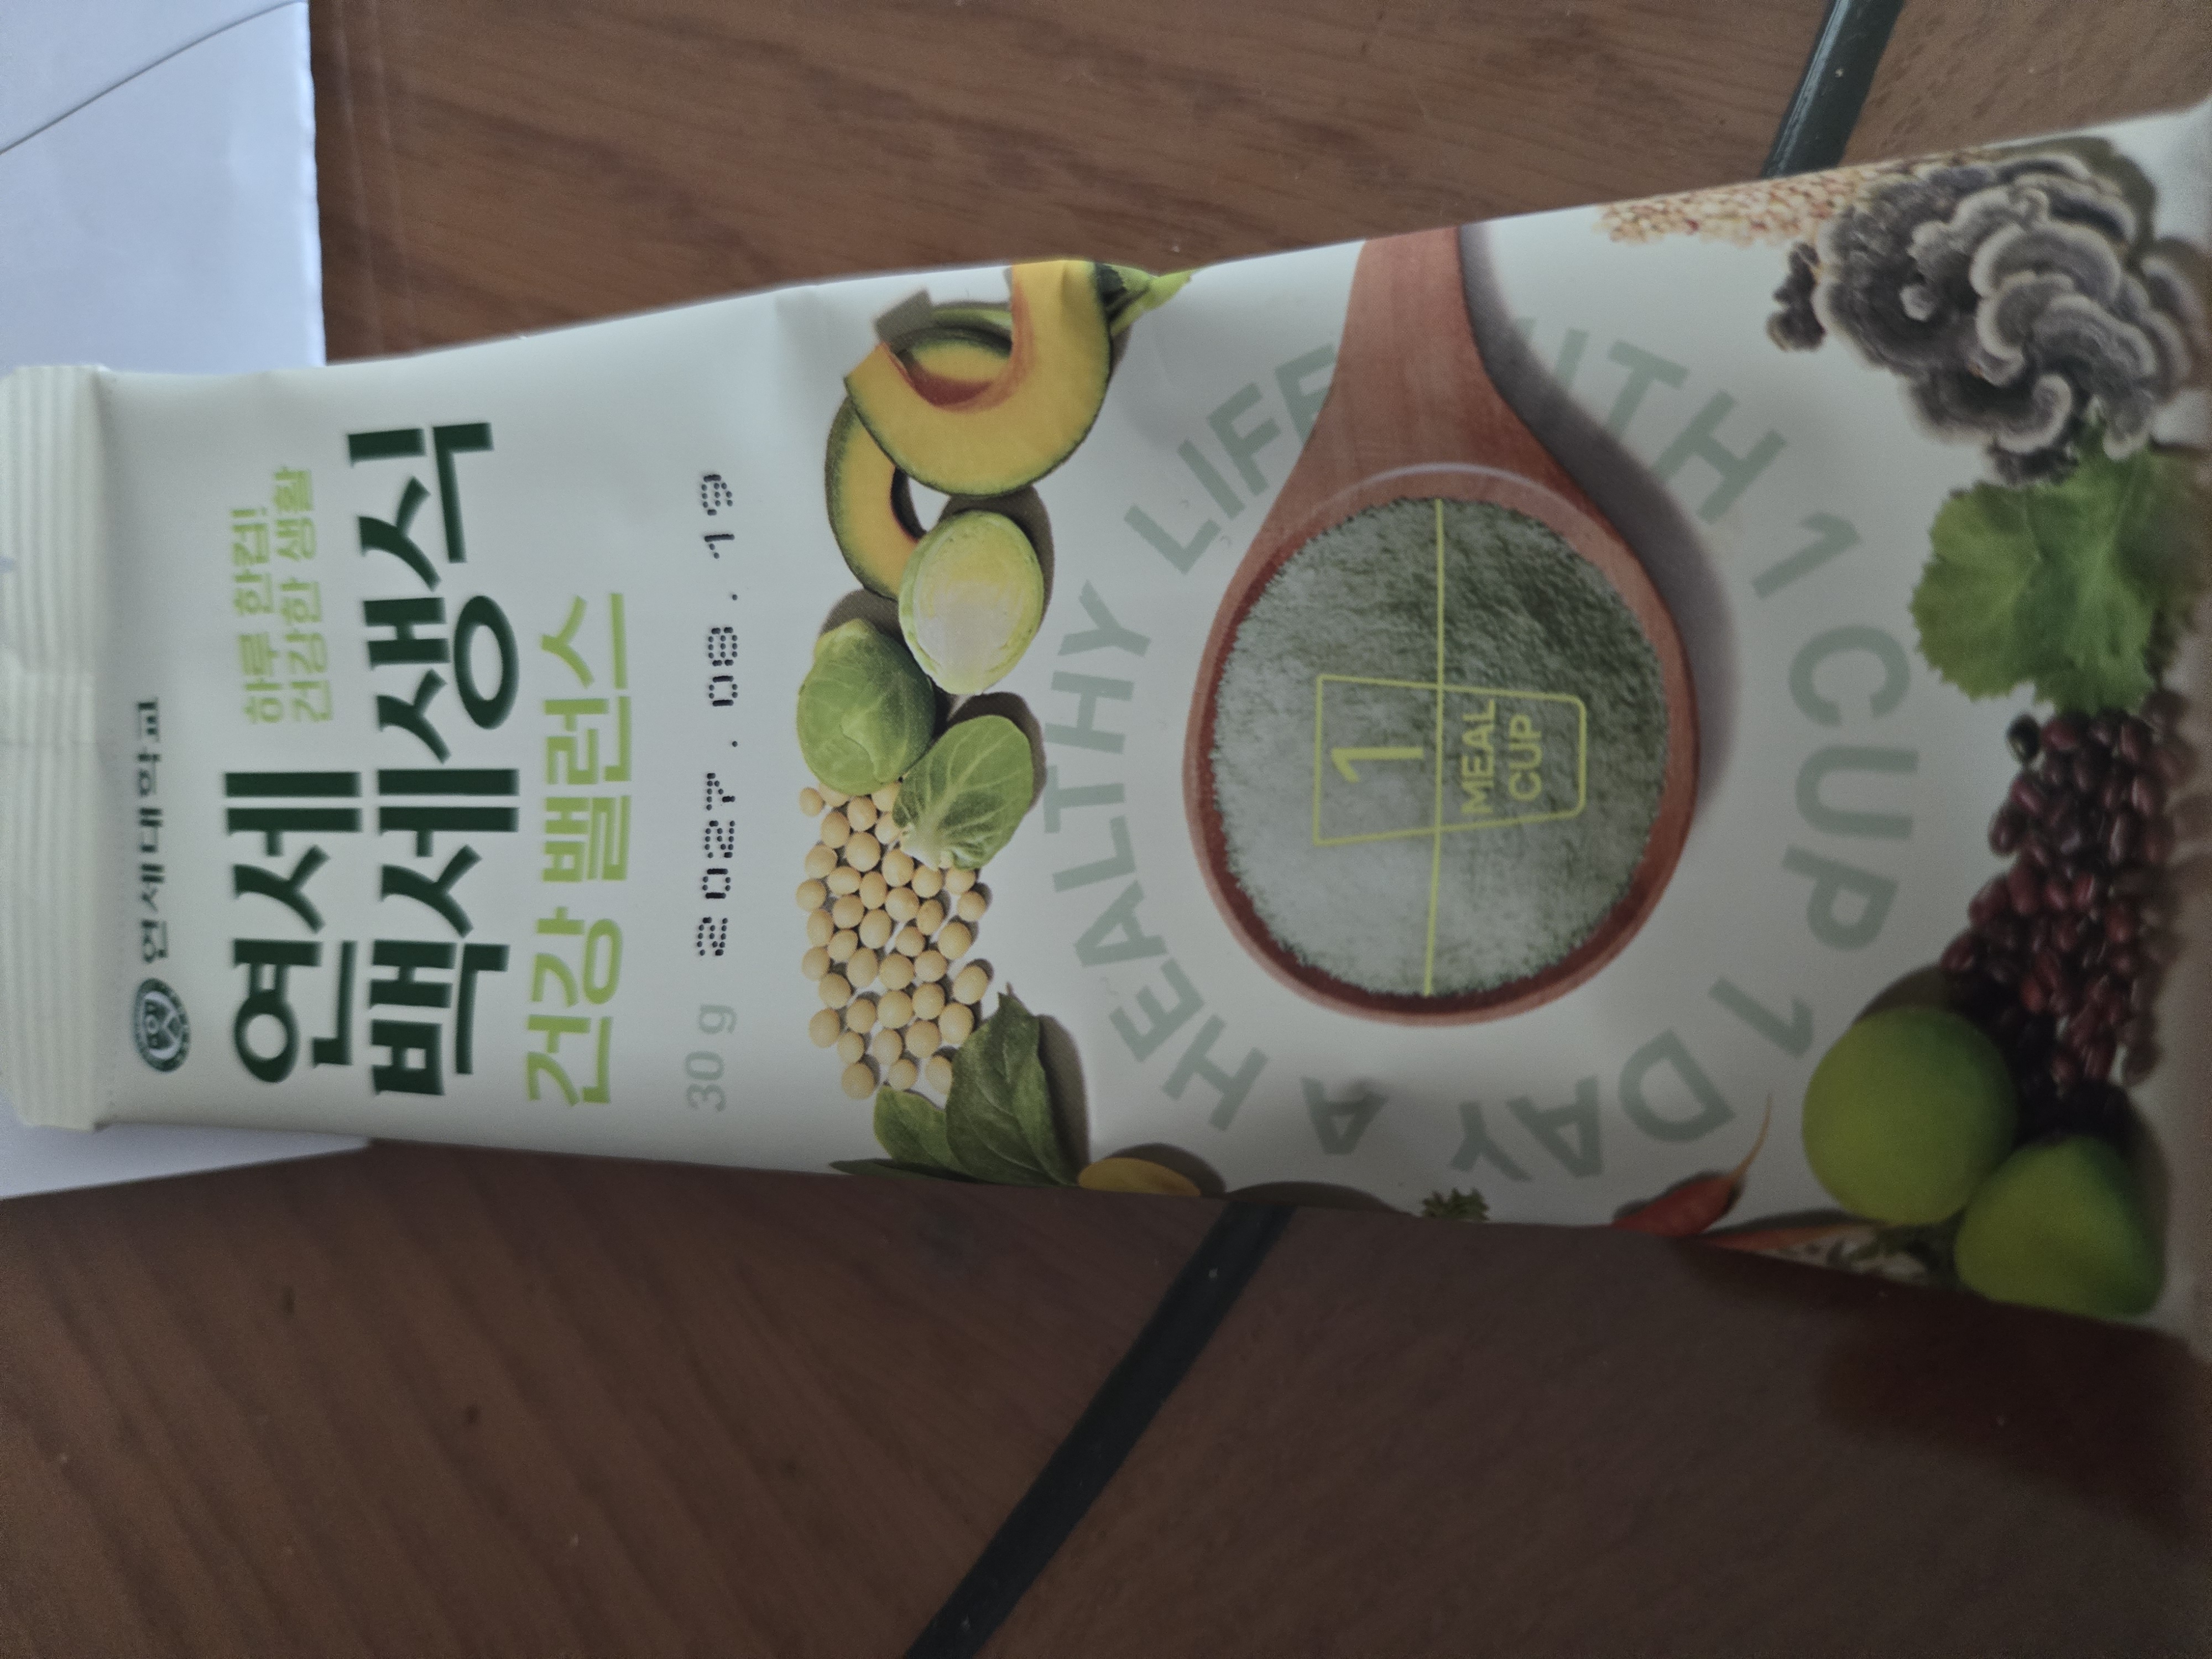 연세대학교
하루 한컵!
건강한 생활
연세
백세생식
건강 밸런스
30 g
2027.08.19
A HEALTHY LIFE WITH 1 CUP 1 DAY
1
MEAL
CUP